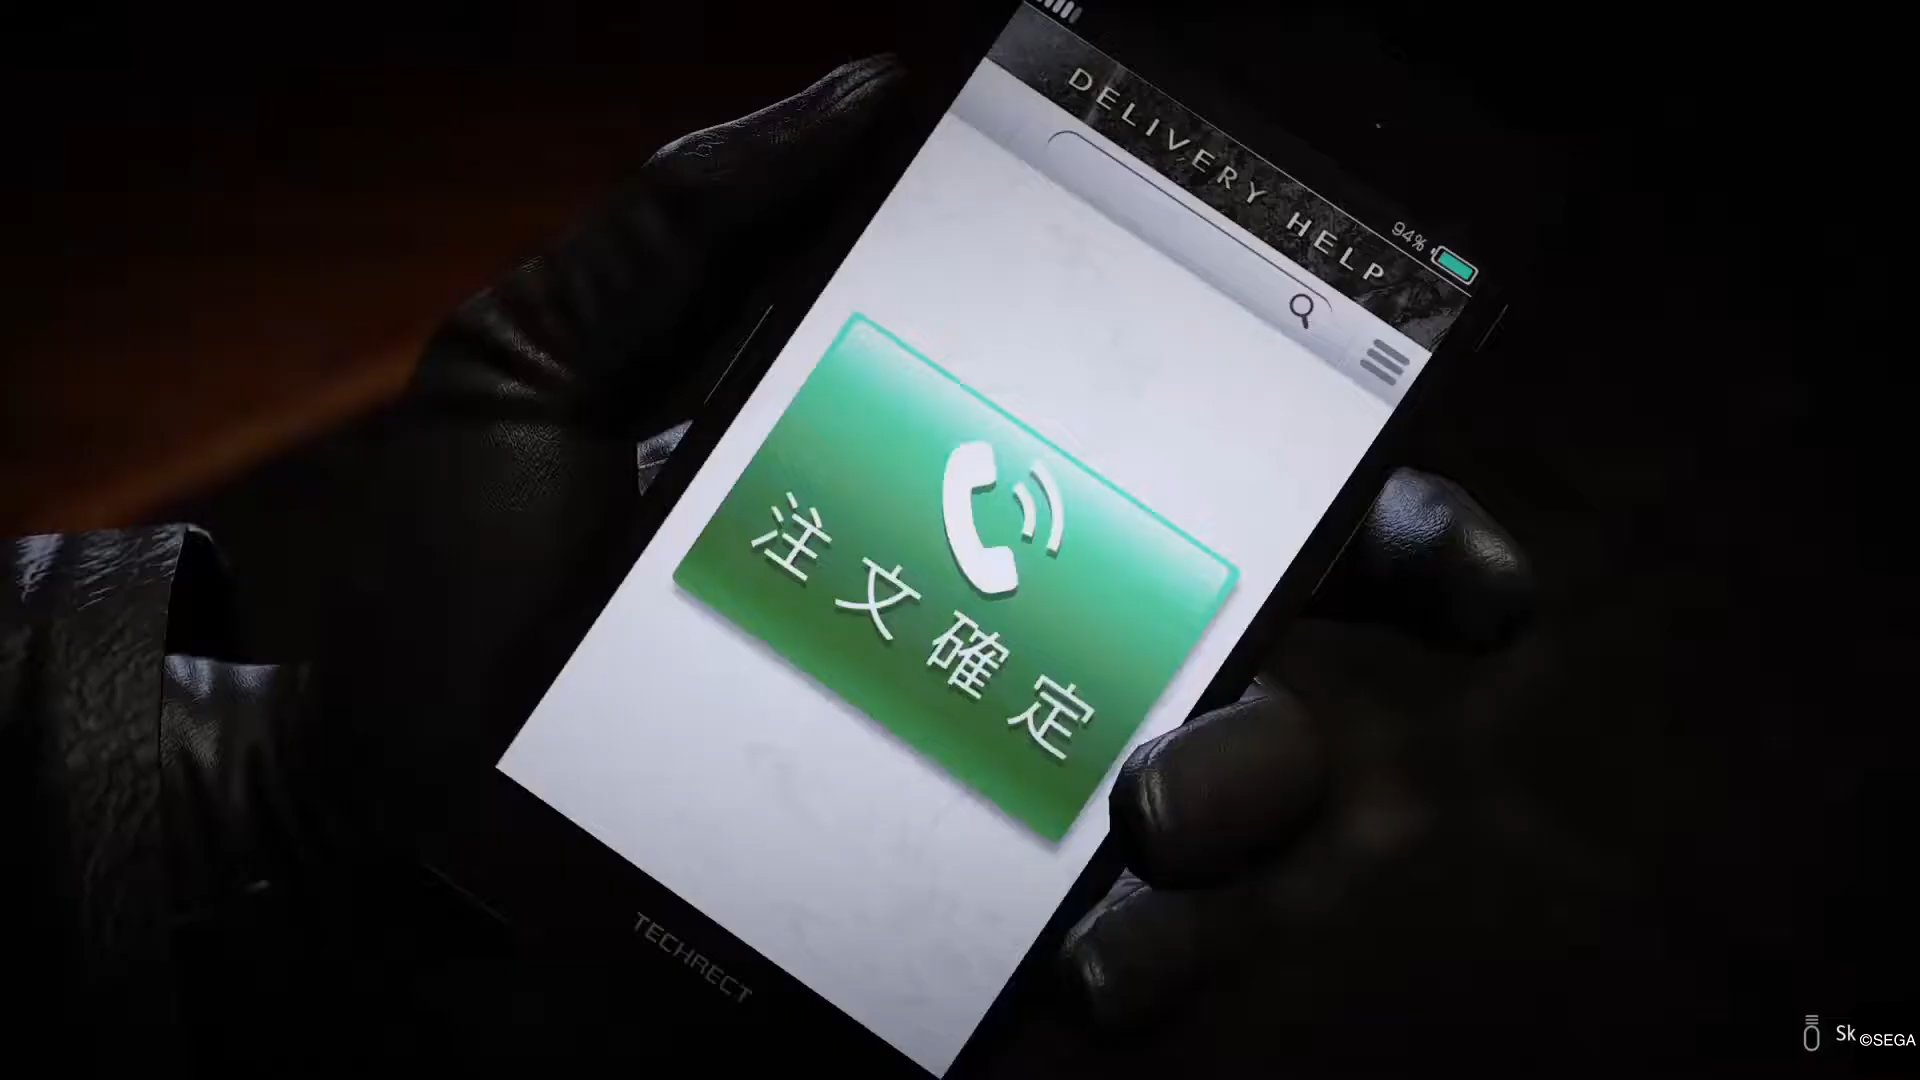 94%
DELIVERY HELP
注文確定
TECHRECT
Sk
©SEGA